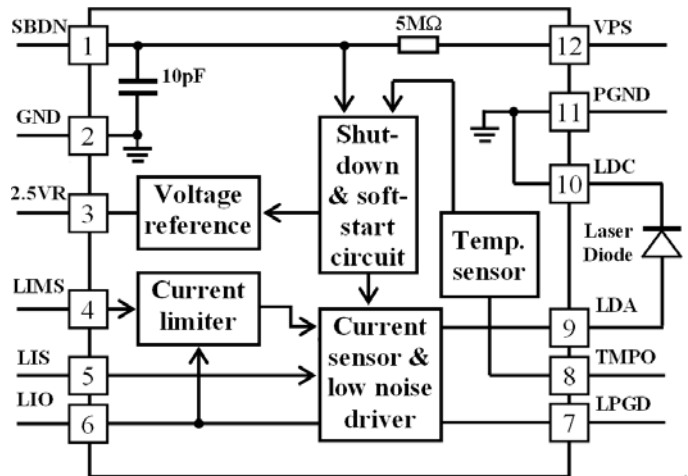 SBDN
1
5MΩ
12
VPS
10pF
GND
2
11
PGND
2.5VR
3
Voltage
reference
Shut-
down
& soft-
start
circuit
10
LDC
Temp.
sensor
Laser
Diode
LIMS
4
Current
limiter
Current
sensor &
low noise
driver
9
LDA
LIS
5
8
TMPO
LIO
6
7
LPGD